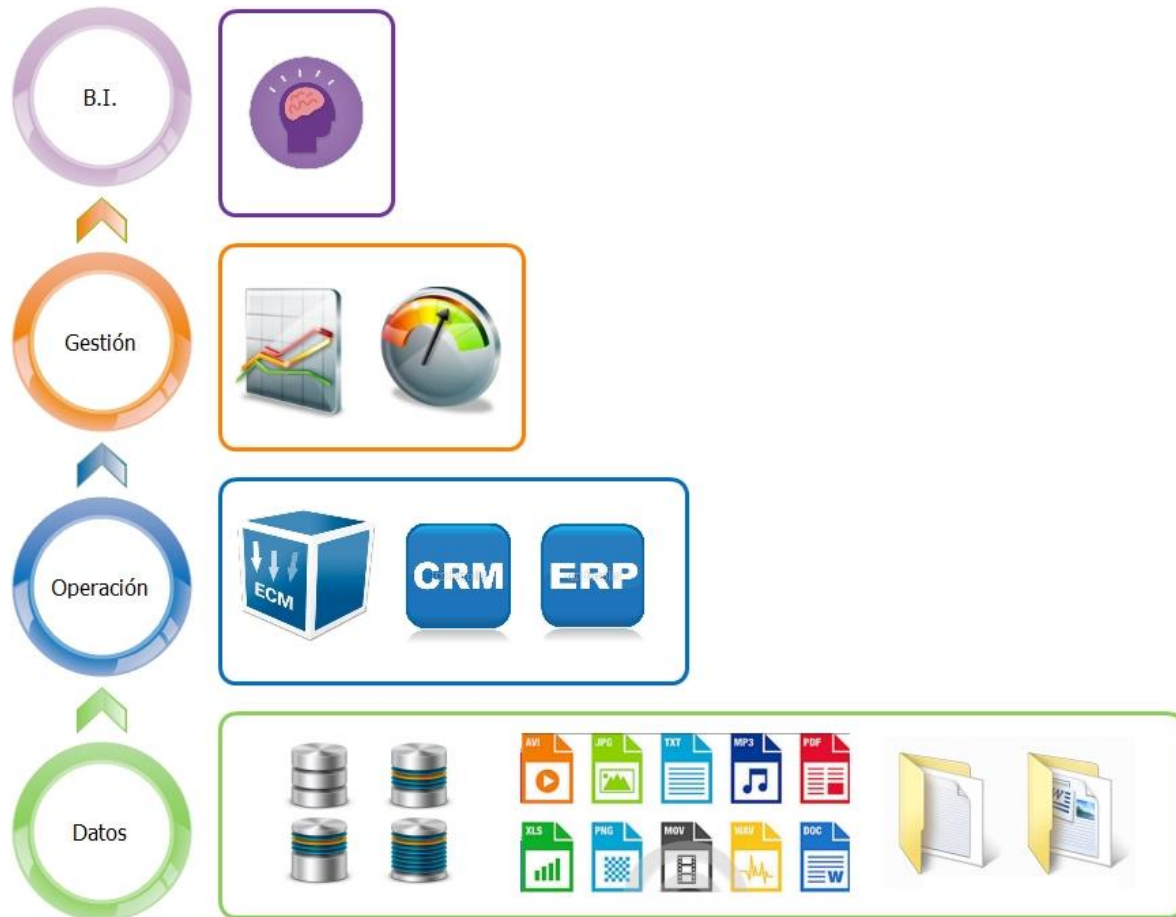 B.I.
Gestión
Operación
ECM
CRM
ERP
Datos
AVI JPG TXT MP3 PDF
XLS PNG MOV WAV DOC
W
W